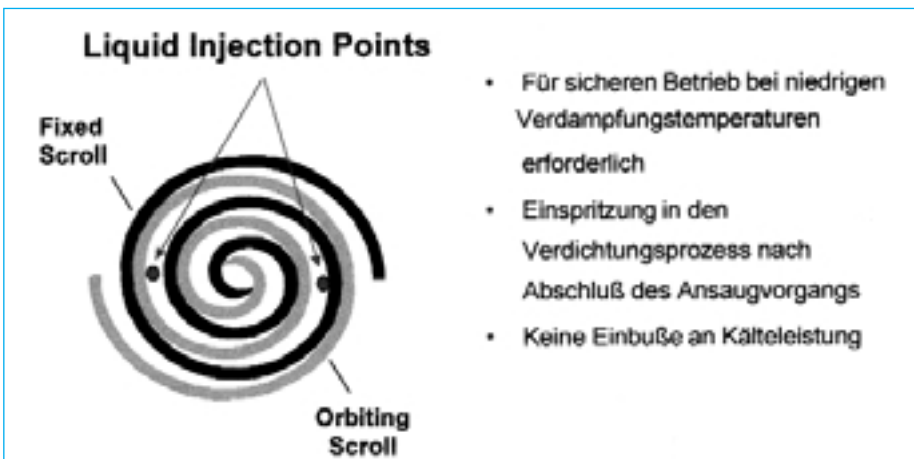 Liquid Injection Points
Fixed
Scroll
Orbiting
Scroll
• Für sicheren Betrieb bei niedrigen
Verdampfungstemperaturen
erforderlich
• Einspritzung in den
Verdichtungsprozess nach
Abschluß des Ansaugvorgangs
• Keine Einbuße an Kälteleistung